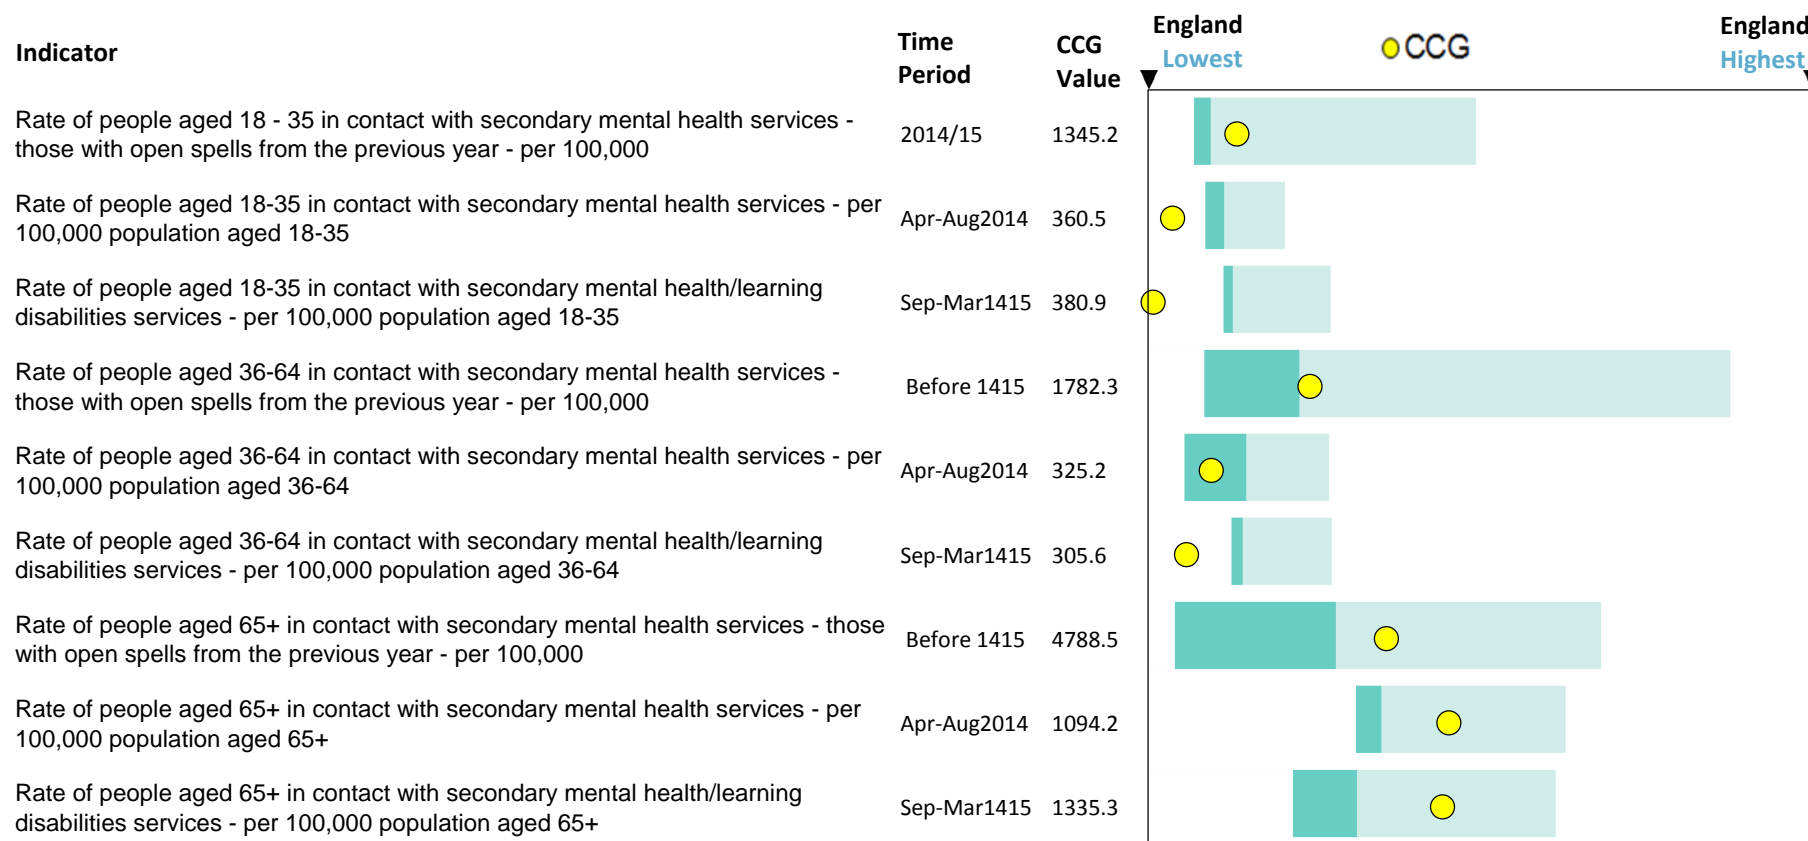 Indicator
Time
Period
CCG
Value
England
Lowest
CCG
England
Highest
Rate of people aged 18 - 35 in contact with secondary mental health services -
those with open spells from the previous year - per 100,000
2014/15
1345.2
Rate of people aged 18-35 in contact with secondary mental health services - per
100,000 population aged 18-35
Apr-Aug2014
360.5
Rate of people aged 18-35 in contact with secondary mental health/learning
disabilities services - per 100,000 population aged 18-35
Sep-Mar1415
380.9
Rate of people aged 36-64 in contact with secondary mental health services -
those with open spells from the previous year - per 100,000
Before 1415
1782.3
Rate of people aged 36-64 in contact with secondary mental health services - per
100,000 population aged 36-64
Apr-Aug2014
325.2
Rate of people aged 36-64 in contact with secondary mental health/learning
disabilities services - per 100,000 population aged 36-64
Sep-Mar1415
305.6
Rate of people aged 65+ in contact with secondary mental health services - those
with open spells from the previous year - per 100,000
Before 1415
4788.5
Rate of people aged 65+ in contact with secondary mental health services - per
100,000 population aged 65+
Apr-Aug2014
1094.2
Rate of people aged 65+ in contact with secondary mental health/learning
disabilities services - per 100,000 population aged 65+
Sep-Mar1415
1335.3